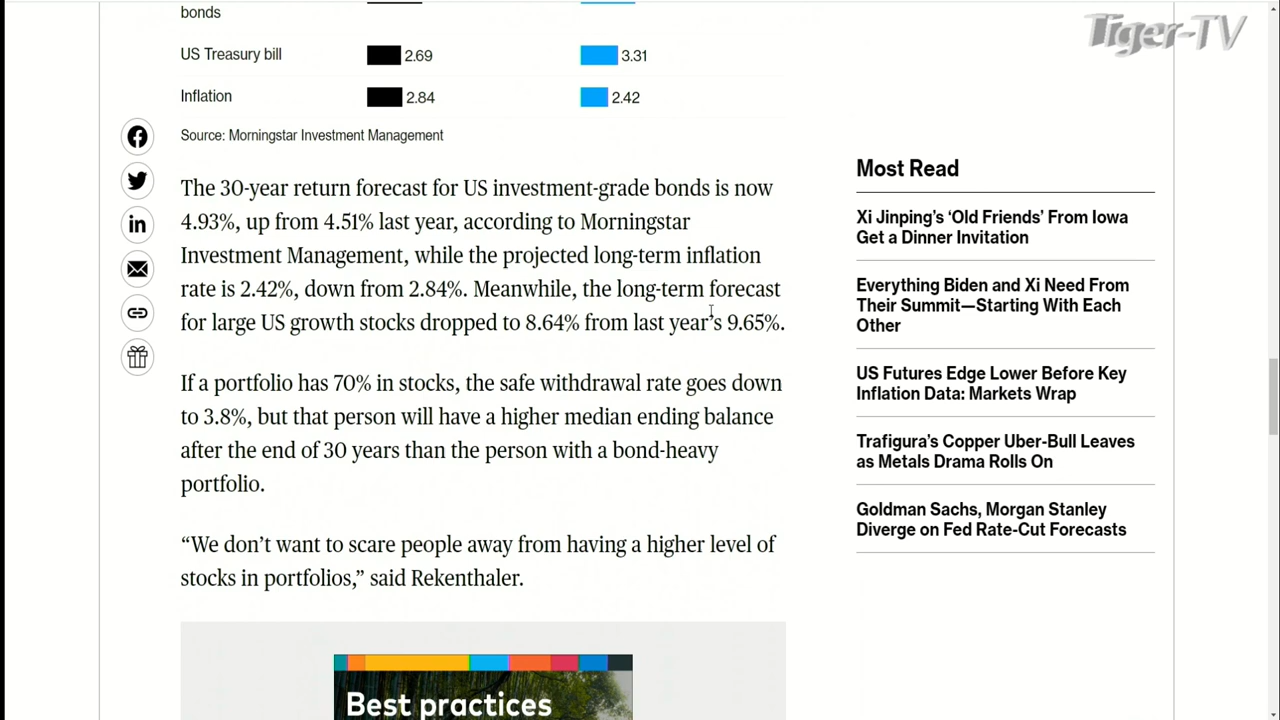 Tiger-TV
bonds
US Treasury bill 2.69 3.31
Inflation 2.84 2.42
Source: Morningstar Investment Management
The 30-year return forecast for US investment-grade bonds is now
4.93%, up from 4.51% last year, according to Morningstar
Investment Management, while the projected long-term inflation
rate is 2.42%, down from 2.84%. Meanwhile, the long-term forecast
for large US growth stocks dropped to 8.64% from last year’s 9.65%.
If a portfolio has 70% in stocks, the safe withdrawal rate goes down
to 3.8%, but that person will have a higher median ending balance
after the end of 30 years than the person with a bond-heavy
portfolio.
“We don’t want to scare people away from having a higher level of
stocks in portfolios,” said Rekenthaler.
Best practices
Most Read
Xi Jinping’s ‘Old Friends’ From Iowa
Get a Dinner Invitation
Everything Biden and Xi Need From
Their Summit—Starting With Each
Other
US Futures Edge Lower Before Key
Inflation Data: Markets Wrap
Trafigura’s Copper Uber-Bull Leaves
as Metals Drama Rolls On
Goldman Sachs, Morgan Stanley
Diverge on Fed Rate-Cut Forecasts